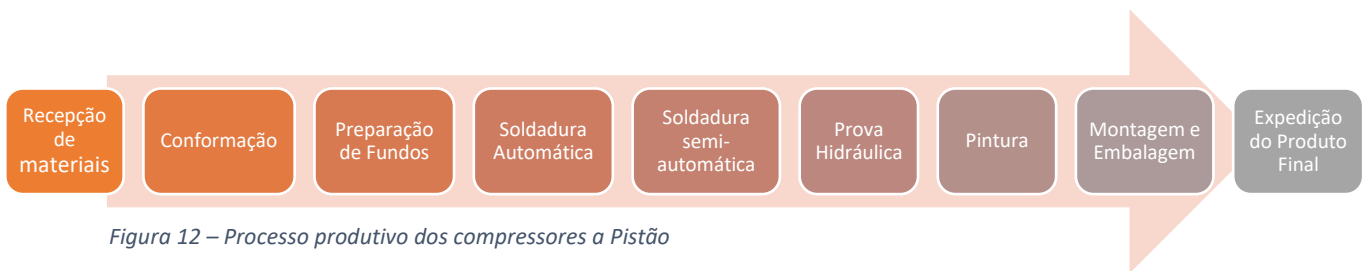 Recepção
de
materiais
Conformação
Preparação
de Fundos
Soldadura
Automática
Soldadura
semi-
automática
Prova
Hidráulica
Pintura
Montagem e
Embalagem
Expedição
do Produto
Final
Figura 12 – Processo produtivo dos compressores a Pistão